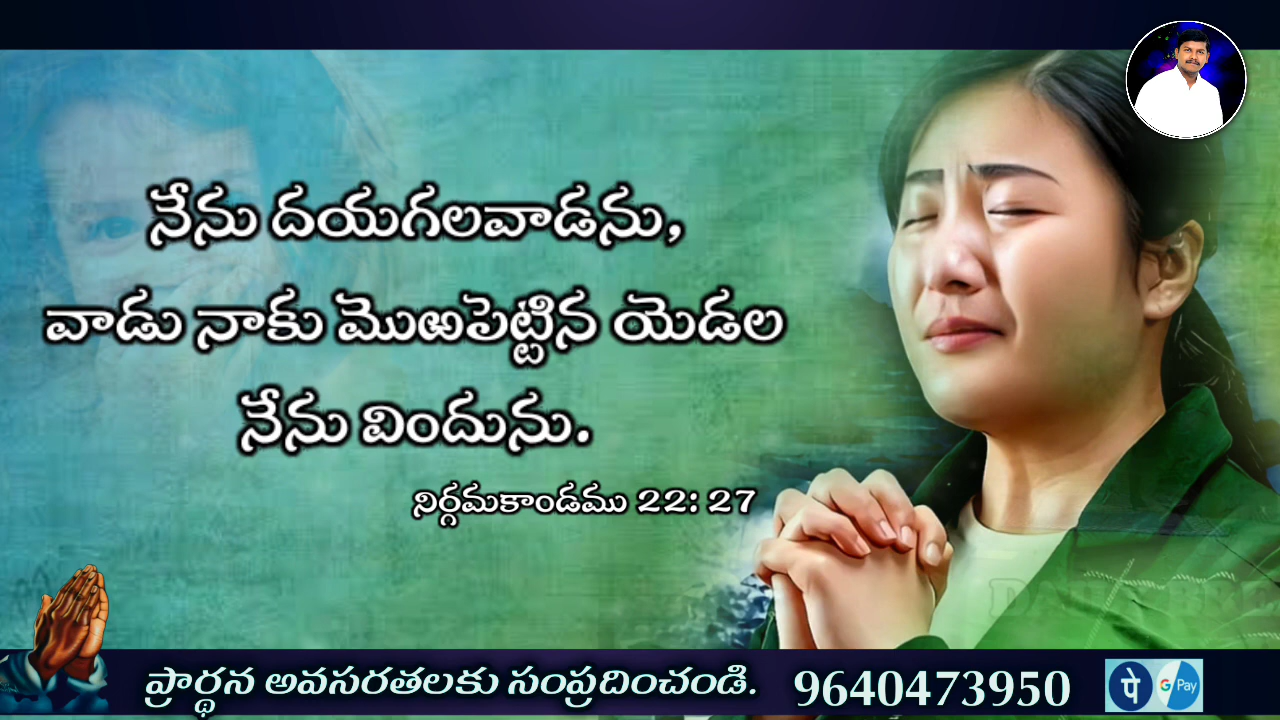 నేను దయగలవాడను,
వాడు నాకు మొఱపెట్టిన యెడల
నేను విందును.
నిర్గమకాండము 22: 27
ప్రార్థన అవసరతలకు సంప్రదించండి. 9640473950
पे G Pay